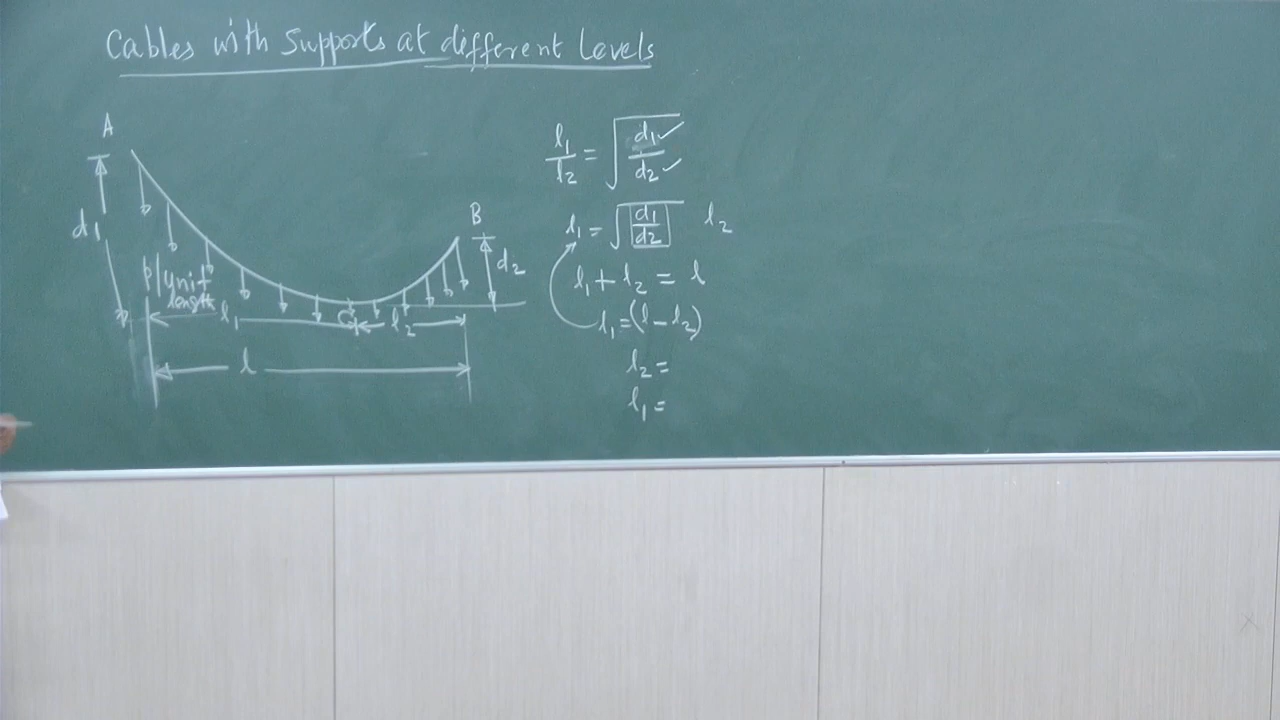 Cables with Supports at different Levels
A
B
d1
d2
p/unit
length
l1
C
l2
l
l1/l2 = √(d1/d2)
l1 = √(d1/d2) l2
l1 + l2 = l
l1 = (l - l2)
l2 =
l1 =